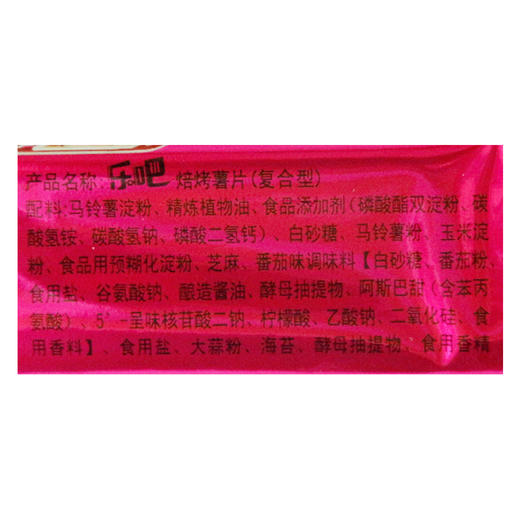 产品名称:乐吧 焙烤薯片(复合型)
配料:马铃薯淀粉、精炼植物油、食品添加剂(磷酸酯双淀粉、碳
酸氢铵、碳酸氢钠、磷酸二氢钙)、白砂糖、马铃薯粉、玉米淀
粉、食品用预糊化淀粉、芝麻、番茄味调味料【白砂糖、番茄粉、
食用盐、谷氨酸钠、酿造酱油、酵母抽提物、阿斯巴甜(含苯丙
氨酸)、5'-呈味核苷酸二钠、柠檬酸、乙酸钠、二氧化硅、食
用香料】、食用盐、大蒜粉、海苔、酵母抽提物、食用香精